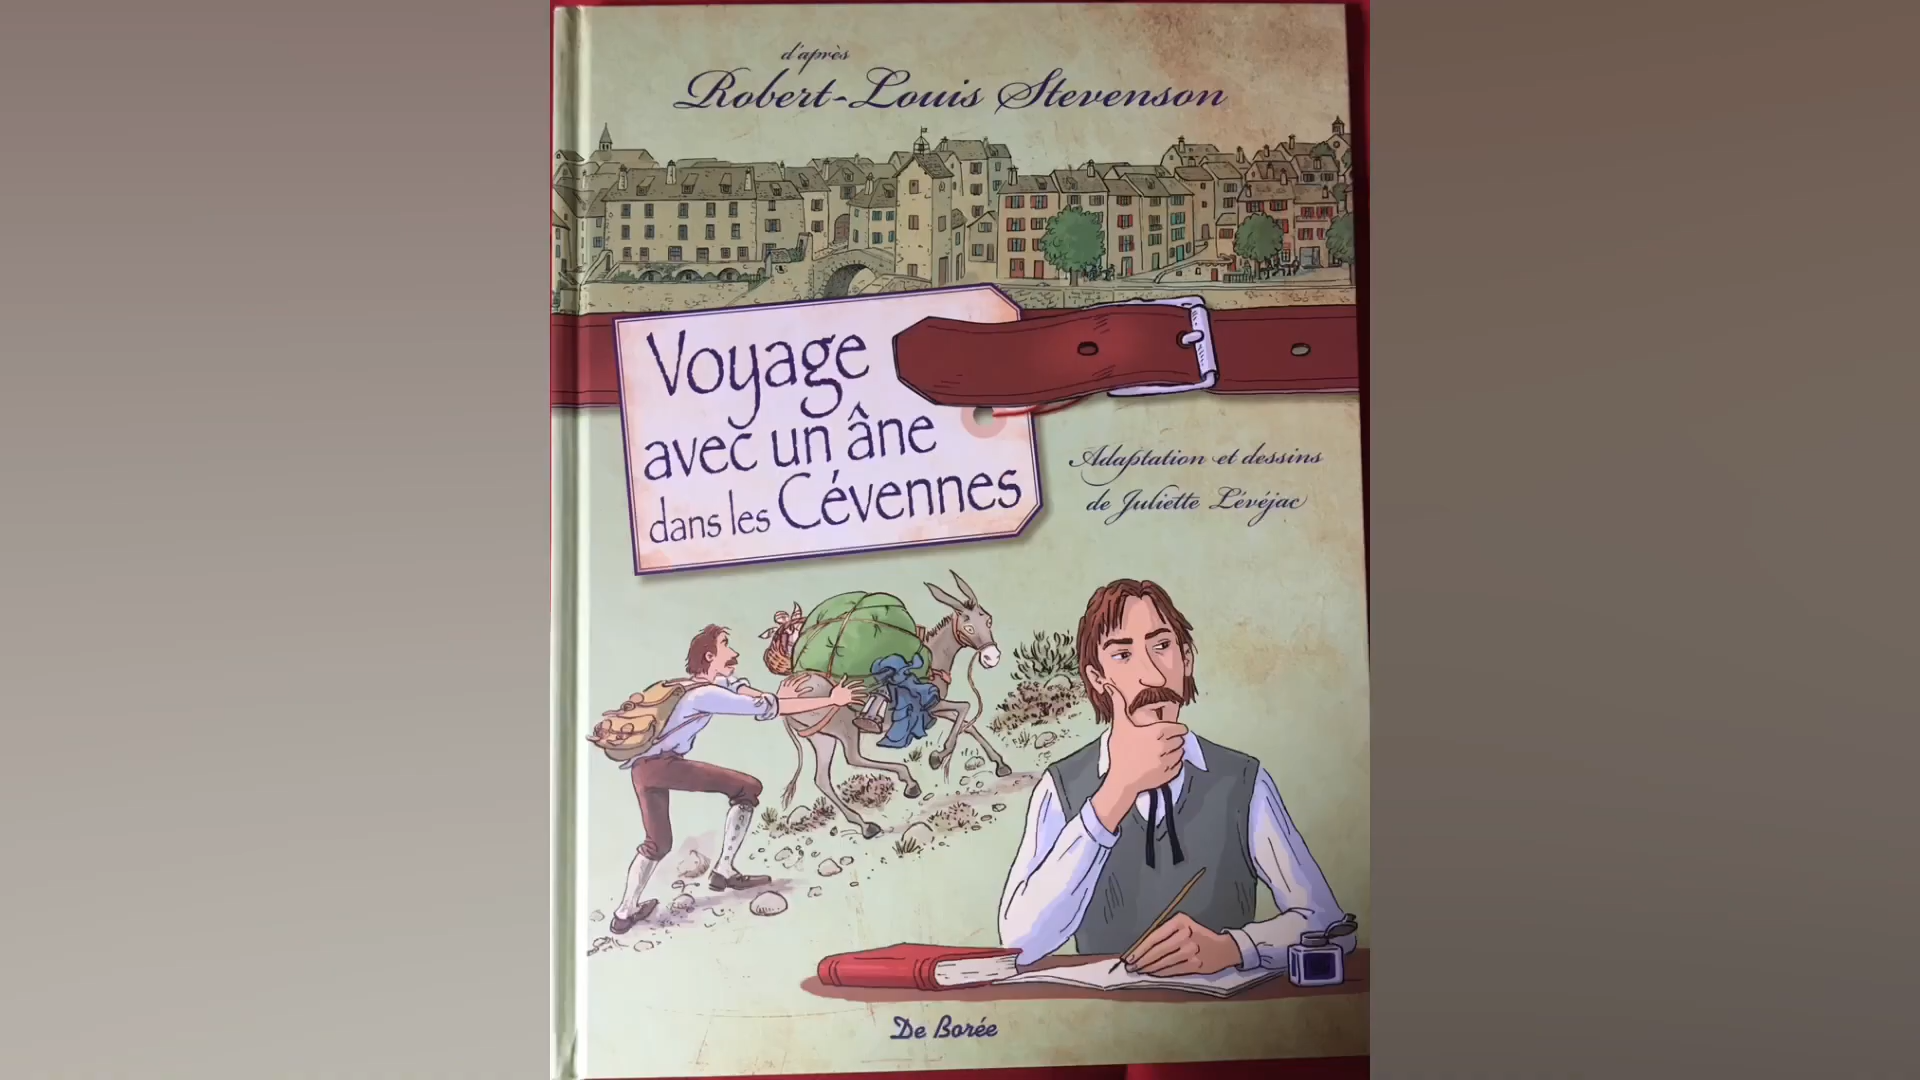 d'après
Robert-Louis Stevenson
Voyage
avec un âne
dans les Cévennes
Adaptation et dessins
de Juliette Lévéjac
De Borée